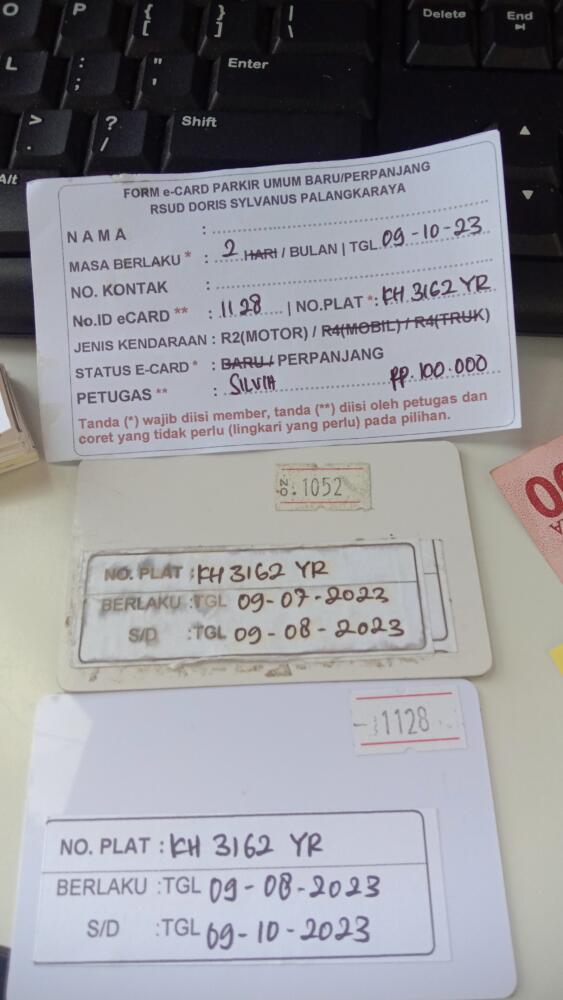 O P { [ } ] | \ Delete End
L : ; " ' Enter
> . ? / Shift
Alt
FORM e-CARD PARKIR UMUM BARU/PERPANJANG
RSUD DORIS SYLVANUS PALANGKARAYA
N A M A :
MASA BERLAKU * : 2 HARI / BULAN | TGL 09-10-23
NO. KONTAK :
No.ID eCARD ** : 1128 | NO.PLAT * : KH 3162 YR
JENIS KENDARAAN : R2(MOTOR) / R4(MOBIL) / R4(TRUK)
STATUS E-CARD * : BARU / PERPANJANG
PETUGAS ** : SILVIA RP. 100.000
Tanda (*) wajib diisi member, tanda (**) diisi oleh petugas dan
coret yang tidak perlu (lingkari yang perlu) pada pilihan.
NO: 1052
NO. PLAT : KH 3162 YR
BERLAKU :TGL 09-07-2023
S/D :TGL 09-08-2023
1128
NO. PLAT : KH 3162 YR
BERLAKU :TGL 09-08-2023
S/D :TGL 09-10-2023